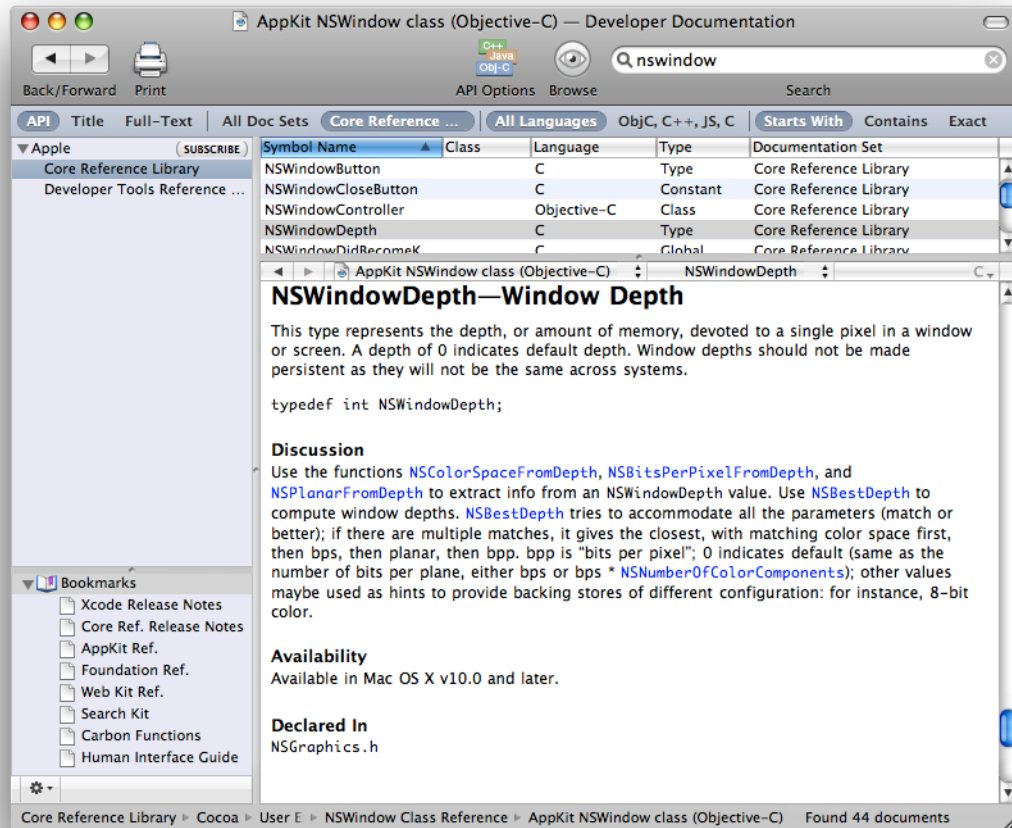 AppKit NSWindow class (Objective-C) — Developer Documentation
C++
Java
Obj-C
nswindow
Back/Forward Print API Options Browse Search
API Title Full-Text All Doc Sets Core Reference ... All Languages ObjC, C++, JS, C Starts With Contains Exact
Apple (SUBSCRIBE)
Core Reference Library
Developer Tools Reference ...
Symbol Name Class Language Type Documentation Set
NSWindowButton C Type Core Reference Library
NSWindowCloseButton C Constant Core Reference Library
NSWindowController Objective-C Class Core Reference Library
NSWindowDepth C Type Core Reference Library
NSWindowDidBecomeK C Global Core Reference Library
AppKit NSWindow class (Objective-C) NSWindowDepth C
NSWindowDepth—Window Depth
This type represents the depth, or amount of memory, devoted to a single pixel in a window
or screen. A depth of 0 indicates default depth. Window depths should not be made
persistent as they will not be the same across systems.
typedef int NSWindowDepth;
Discussion
Use the functions NSColorSpaceFromDepth, NSBitsPerPixelFromDepth, and
NSPlanarFromDepth to extract info from an NSWindowDepth value. Use NSBestDepth to
compute window depths. NSBestDepth tries to accommodate all the parameters (match or
better); if there are multiple matches, it gives the closest, with matching color space first,
then bps, then planar, then bpp. bpp is “bits per pixel”; 0 indicates default (same as the
number of bits per plane, either bps or bps * NSNumberOfColorComponents); other values
maybe used as hints to provide backing stores of different configuration: for instance, 8-bit
color.
Availability
Available in Mac OS X v10.0 and later.
Declared In
NSGraphics.h
Bookmarks
Xcode Release Notes
Core Ref. Release Notes
AppKit Ref.
Foundation Ref.
Web Kit Ref.
Search Kit
Carbon Functions
Human Interface Guide
Core Reference Library Cocoa User E NSWindow Class Reference AppKit NSWindow class (Objective-C) Found 44 documents